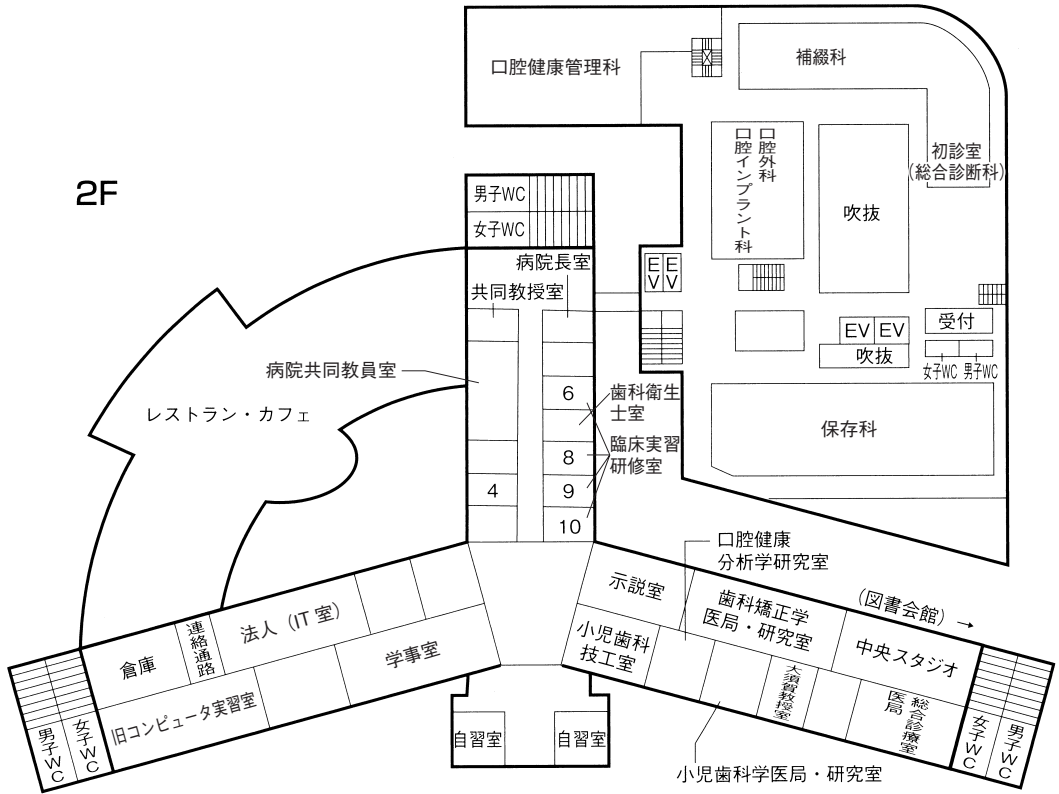 口腔健康管理科
補綴科
口腔外科
口腔インプラント科
初診室
(総合診断科)
2F
男子WC
女子WC
吹抜
病院長室
共同教授室
EV
EV
受付
EV
EV
吹抜
女子WC
男子WC
病院共同教員室
レストラン・カフェ
6
歯科衛生
士室
保存科
8
臨床実習
研修室
4
9
10
口腔健康
分析学研究室
示説室
歯科矯正学
医局・研究室
(図書会館)→
法人(IT室)
連絡通路
倉庫
学事室
小児歯科
技工室
中央スタジオ
大須賀教授室
総合診療室
医局
旧コンピュータ実習室
男子WC
女子WC
自習室
自習室
女子WC
男子WC
小児歯科学医局・研究室